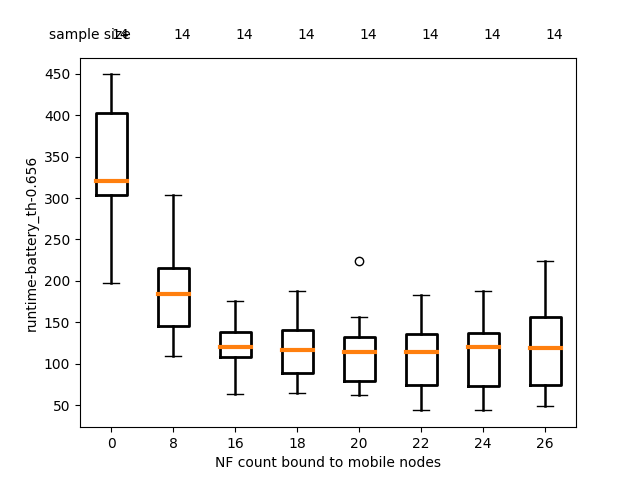 sample size 14 14 14 14 14 14 14 14
450
400
350
300
250
200
150
100
50
runtime-battery_th-0.656
0 8 16 18 20 22 24 26
NF count bound to mobile nodes